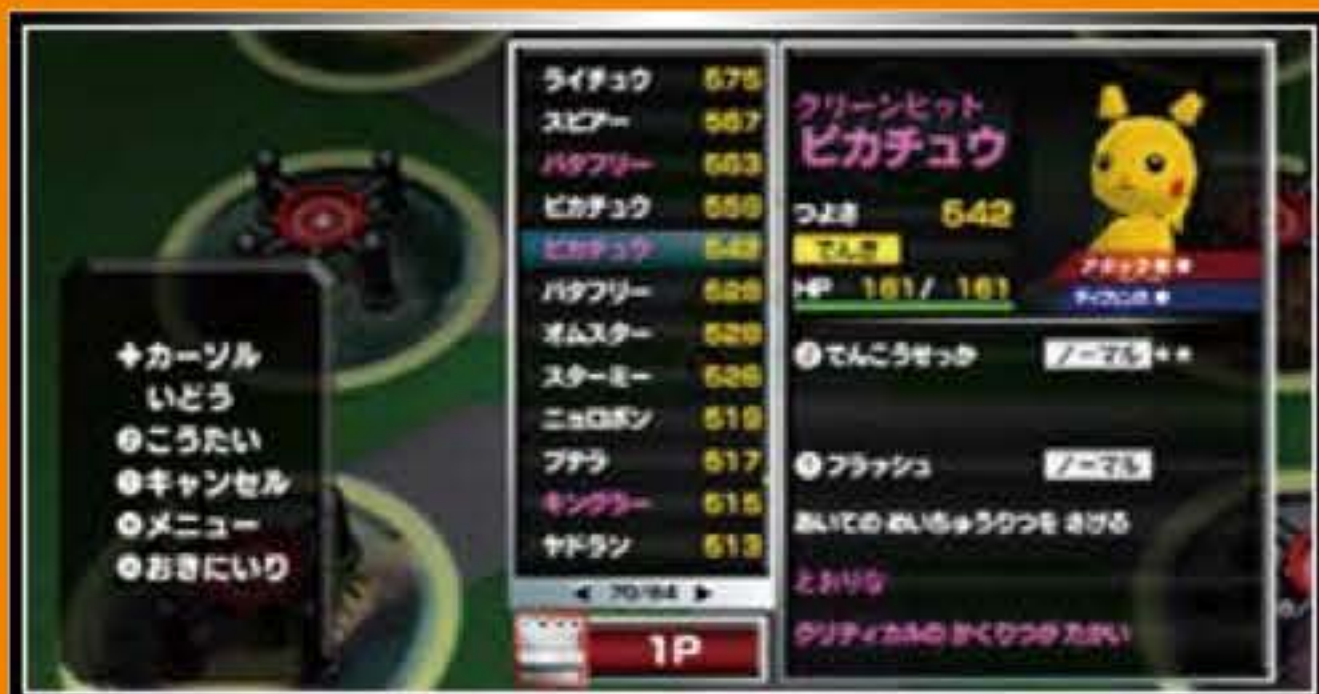 ✚カーソル
いどう
❷こうたい
❶キャンセル
メニュー
おきにいり
ライチュウ 575
スピアー 567
バタフリー 563
ピカチュウ 559
ピカチュウ 542
バタフリー 529
オムスター 529
スターミー 526
ニョロボン 519
プテラ 517
キングラー 515
ヤドラン 513
◀ 70/84 ▶
1P
クリーンヒット
ピカチュウ
つよさ 542
でんき
HP 161/ 161
❷でんこうせっか ノーマル★★
❶フラッシュ ノーマル
あいての めいちゅうりつを さげる
クリティカルの かくりつが たかい